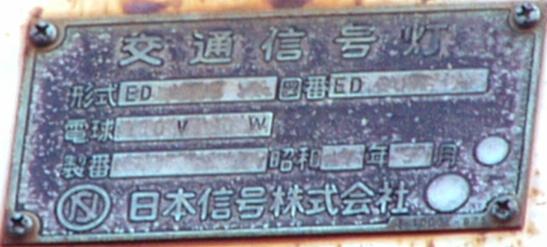 交通信号灯
形式 ED 図番 ED
電球 V W
製番 昭和 年 月
N 日本信号株式会社